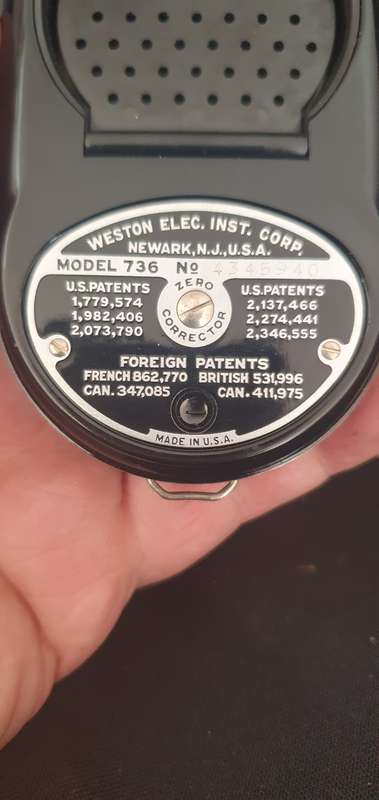 WESTON ELEC. INST. CORP.
NEWARK, N.J., U.S.A.
MODEL 736 No 4345940
ZERO CORRECTOR
U.S. PATENTS
1,779,574
1,982,406
2,073,790
U.S. PATENTS
2,137,466
2,274,441
2,346,555
FOREIGN PATENTS
FRENCH 862,770 BRITISH 531,996
CAN. 347,085 CAN. 411,975
MADE IN U.S.A.